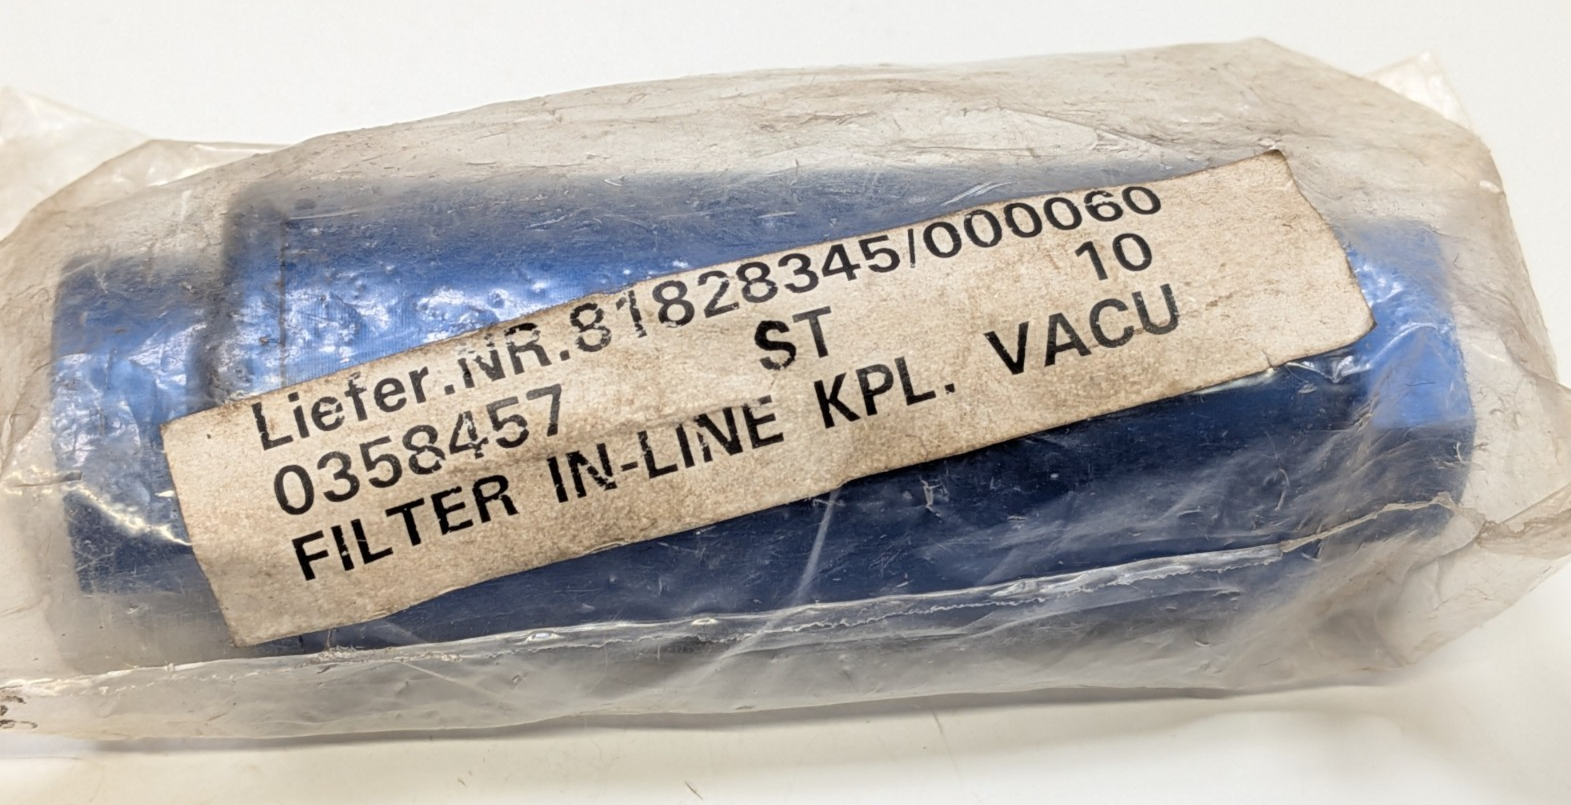 Liefer.NR.81828345/000060
0358457 ST 10
FILTER IN-LINE KPL. VACU